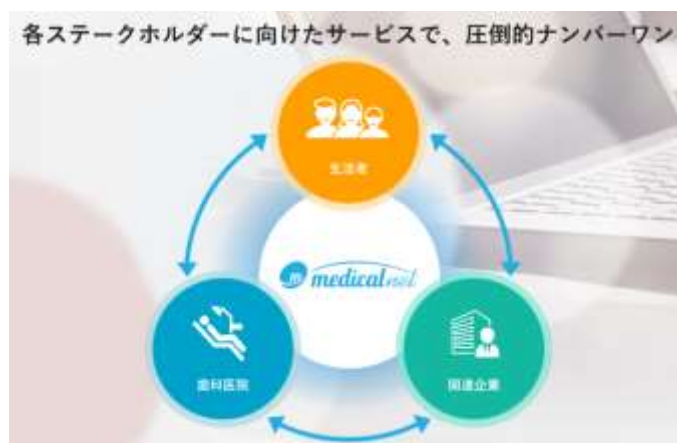 各ステークホルダーに向けたサービスで、圧倒的ナンバーワン
生活者
medicalnet
歯科医院
関連企業